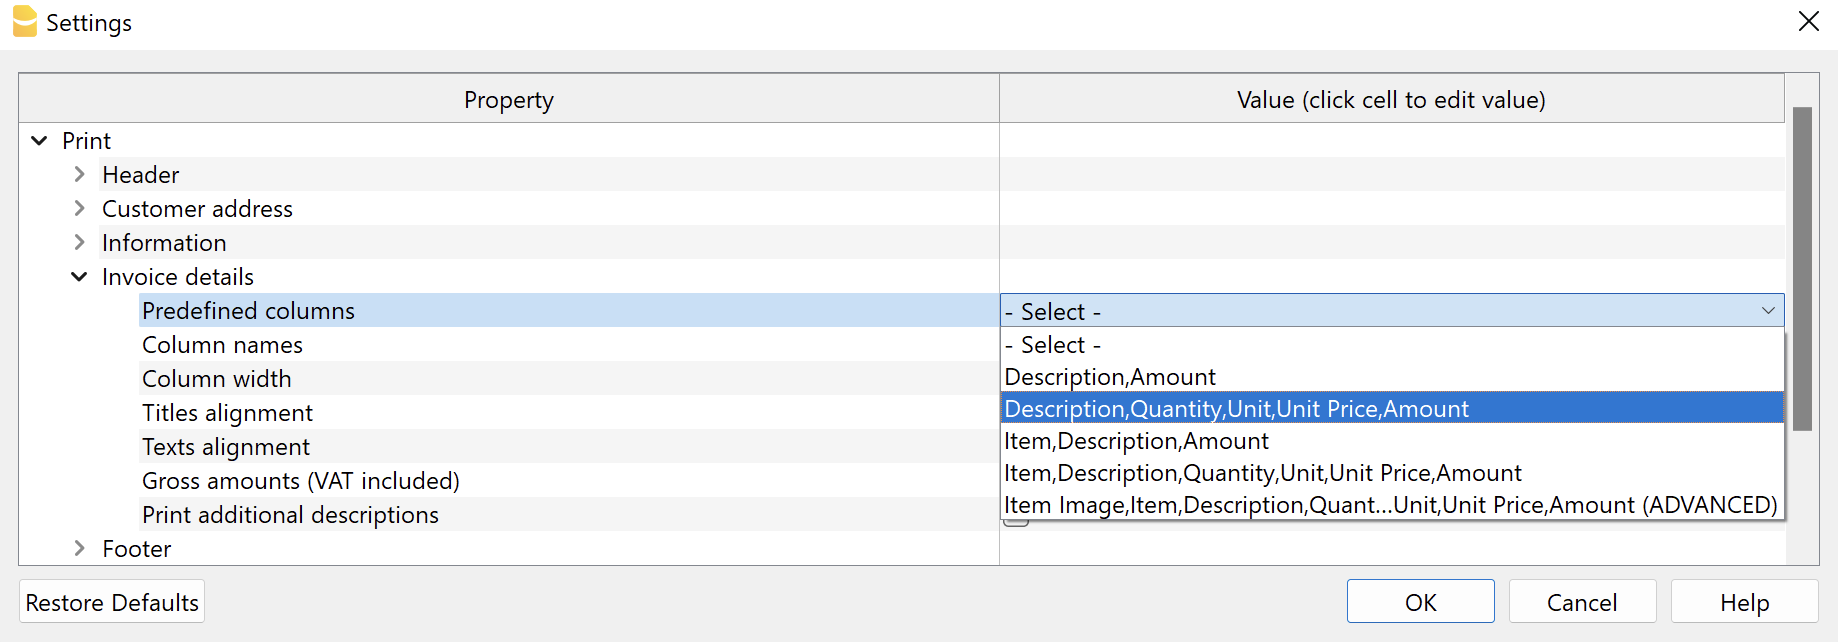 Settings
Property
Value (click cell to edit value)
Print
Header
Customer address
Information
Invoice details
Predefined columns
- Select -
Column names
- Select -
Column width
Description,Amount
Titles alignment
Description,Quantity,Unit,Unit Price,Amount
Texts alignment
Item,Description,Amount
Gross amounts (VAT included)
Item,Description,Quantity,Unit,Unit Price,Amount
Print additional descriptions
Item Image,Item,Description,Quant...Unit,Unit Price,Amount (ADVANCED)
Footer
Restore Defaults
OK
Cancel
Help